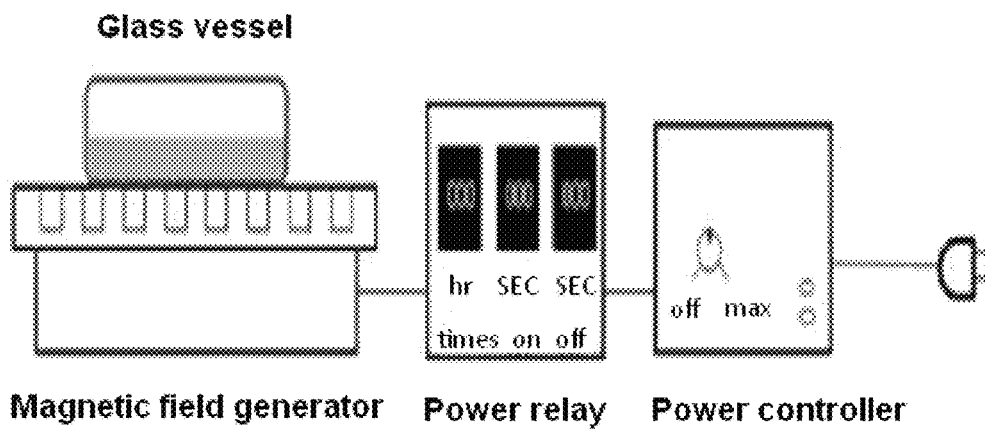 Glass vessel
hr SEC SEC
times on off
off max
Magnetic field generator
Power relay
Power controller